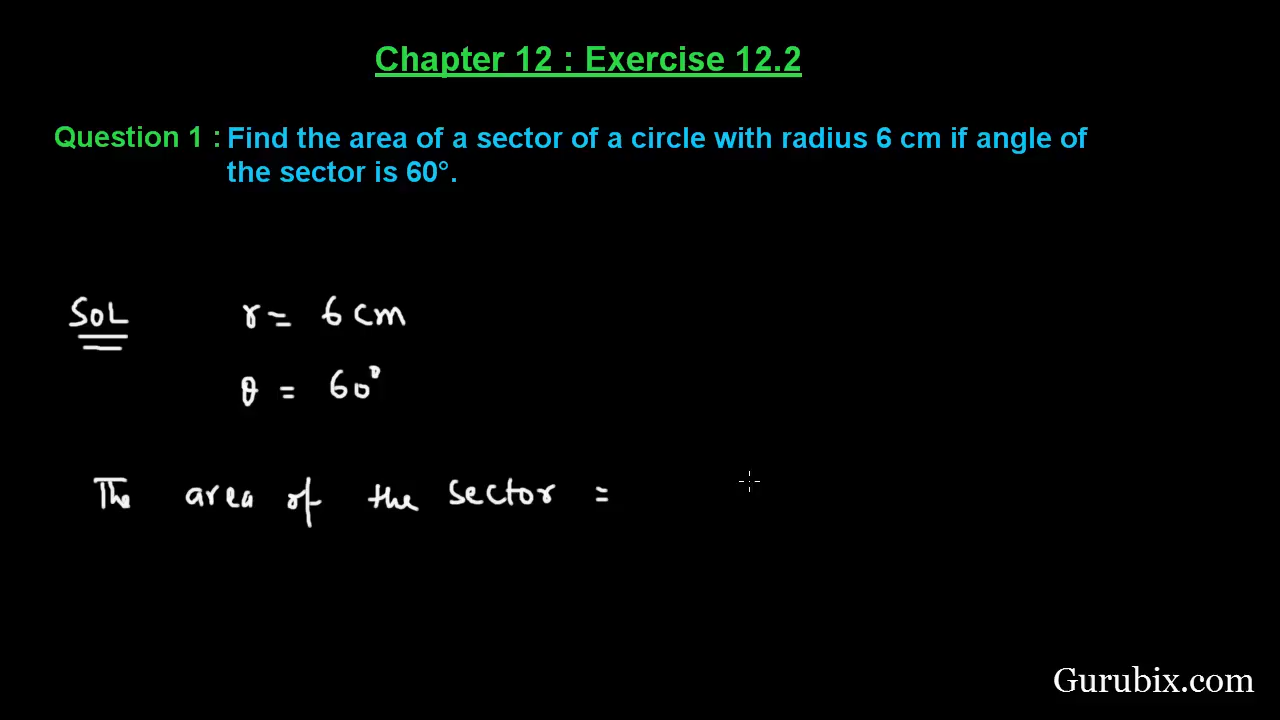 Chapter 12 : Exercise 12.2
Question 1 : Find the area of a sector of a circle with radius 6 cm if angle of
the sector is 60°.
SOL r = 6 cm
θ = 60°
The area of the sector =
Gurubix.com